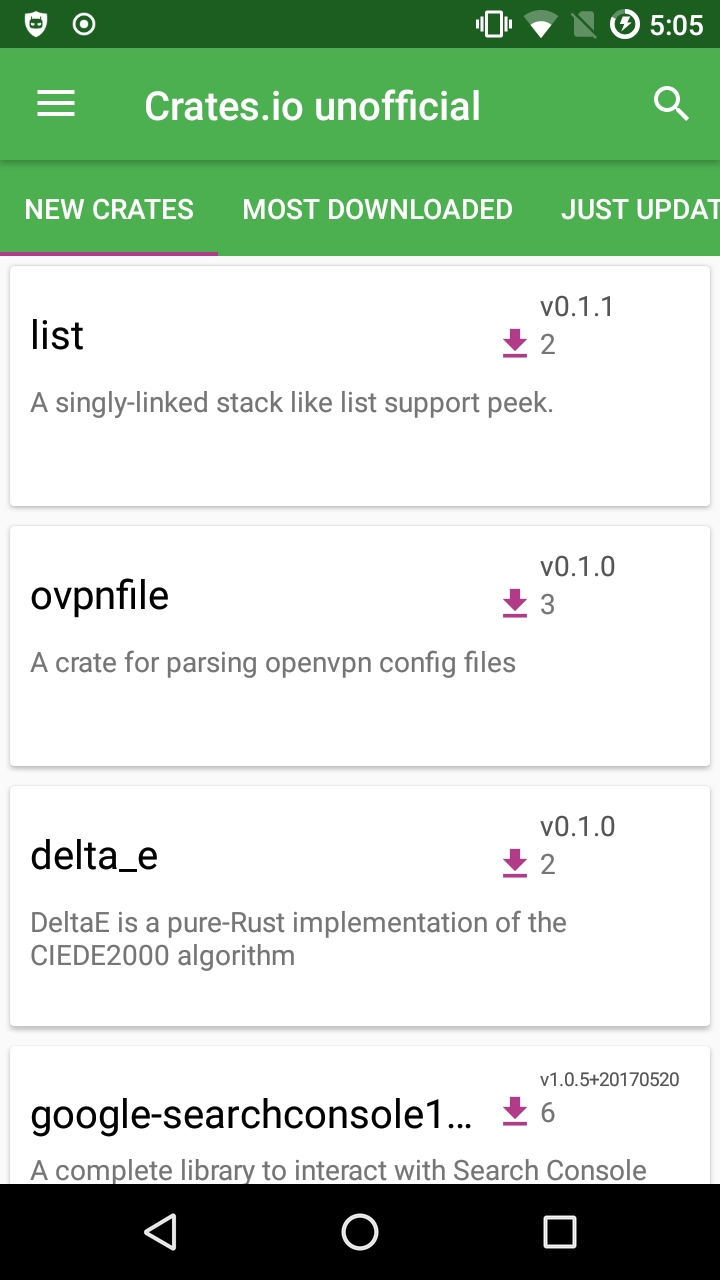 5:05
Crates.io unofficial
NEW CRATES
MOST DOWNLOADED
JUST UPDAT
list
v0.1.1
2
A singly-linked stack like list support peek.
ovpnfile
v0.1.0
3
A crate for parsing openvpn config files
delta_e
v0.1.0
2
DeltaE is a pure-Rust implementation of the
CIEDE2000 algorithm
google-searchconsole1…
v1.0.5+20170520
6
A complete library to interact with Search Console